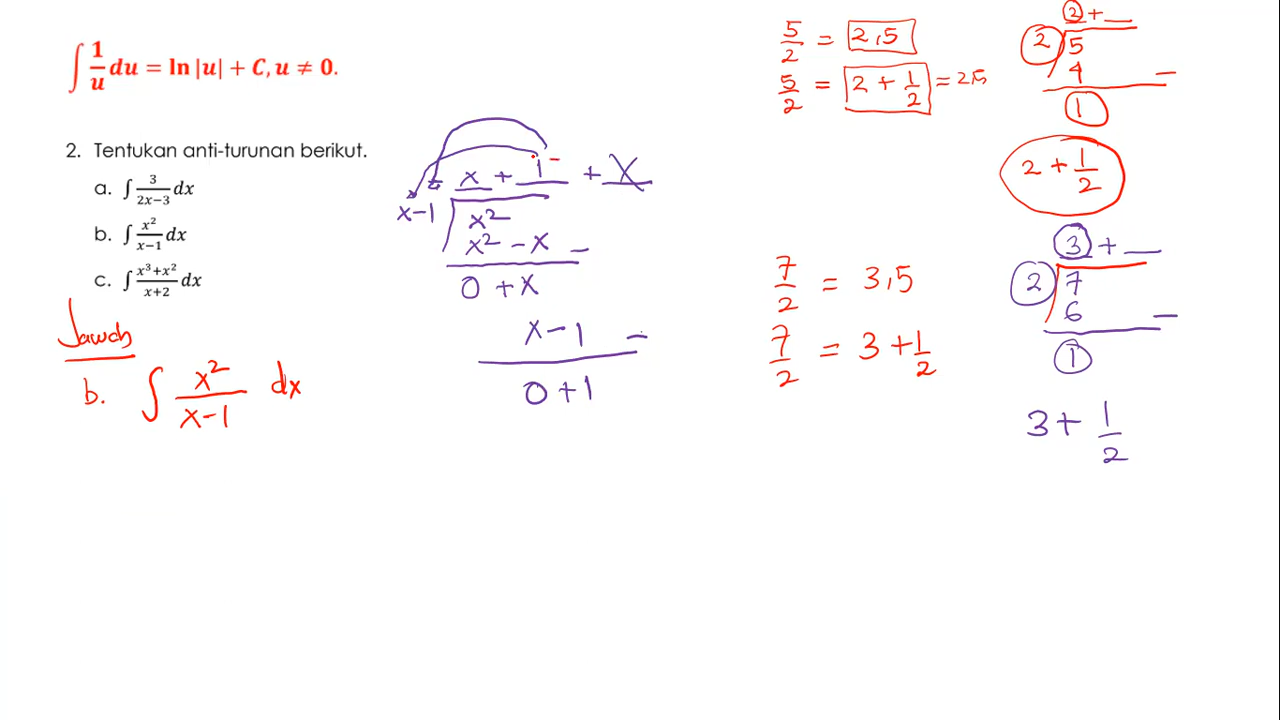 ∫ 1/u du = ln |u| + C, u ≠ 0.
2. Tentukan anti-turunan berikut.
a. ∫ 3/(2x−3) dx
b. ∫ x²/(x−1) dx
c. ∫ (x³+x²)/(x+2) dx
Jawab
b. ∫ x²/(x−1) dx
x + 1 + X
x−1
x²
x² − x −
0 + x
x − 1 −
0 + 1
5/2 = 2,5
5/2 = 2 + 1/2 = 2,5
7/2 = 3,5
7/2 = 3 + 1/2
2 + __
2 5
4 −
1
2 + 1/2
3 + __
2 7
6 −
1
3 + 1/2